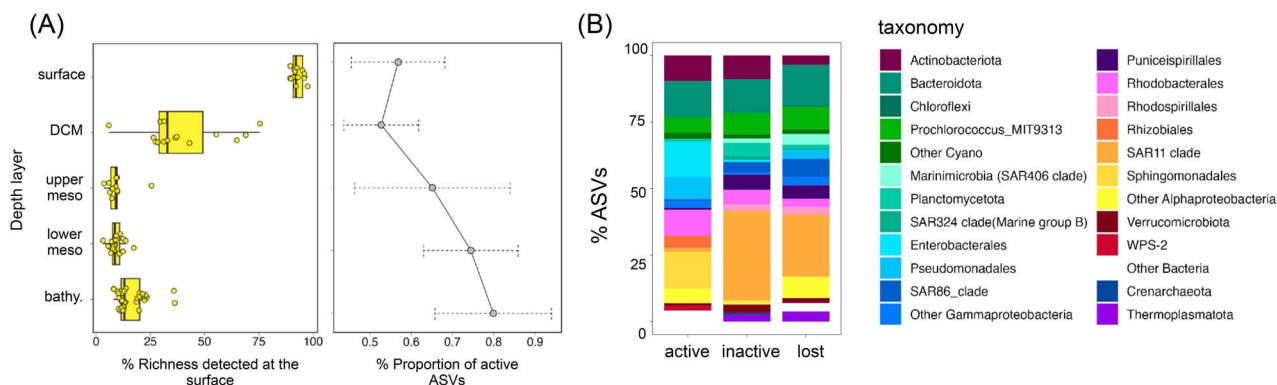 (A)
Depth layer
surface
DCM
upper
meso
lower
meso
bathy.
0
25
50
75
100
% Richness detected at the
surface
0.5
0.6
0.7
0.8
0.9
% Proportion of active
ASVs
(B)
% ASVs
100
75
50
25
0
active
inactive
lost
taxonomy
Actinobacteriota
Bacteroidota
Chloroflexi
Prochlorococcus_MIT9313
Other Cyano
Marinimicrobia (SAR406 clade)
Planctomycetota
SAR324 clade(Marine group B)
Enterobacterales
Pseudomonadales
SAR86_clade
Other Gammaproteobacteria
Puniceispirillales
Rhodobacterales
Rhodospirillales
Rhizobiales
SAR11 clade
Sphingomonadales
Other Alphaproteobacteria
Verrucomicrobiota
WPS-2
Other Bacteria
Crenarchaeota
Thermoplasmatota